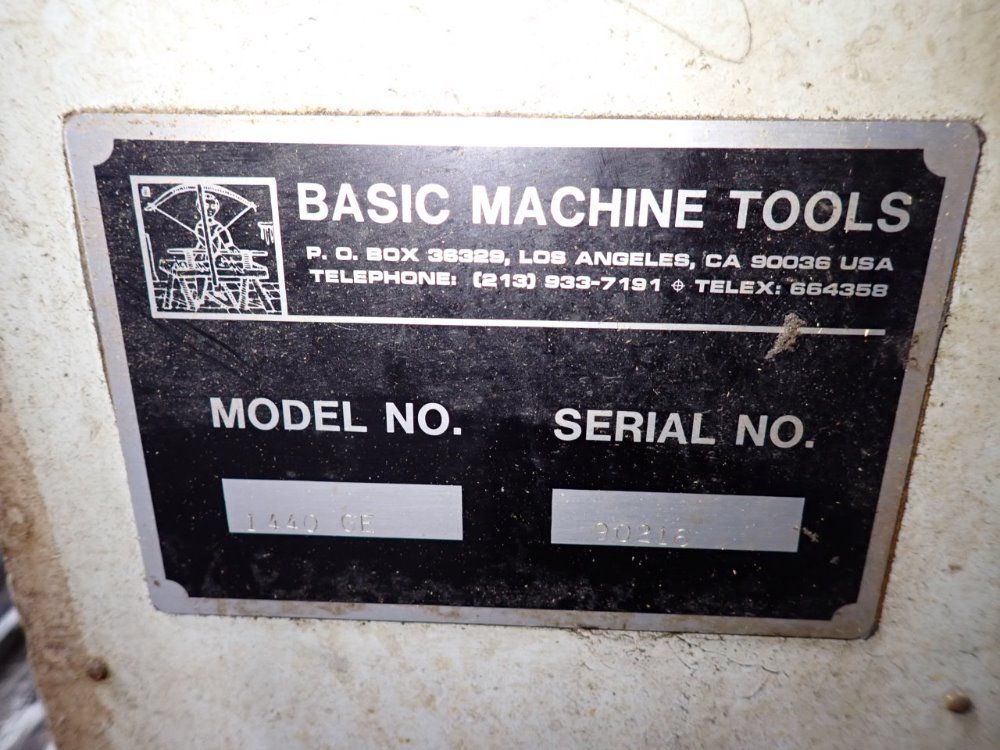 BASIC MACHINE TOOLS
P. O. BOX 36329, LOS ANGELES, CA 90036 USA
TELEPHONE: (213) 933-7191 ⌖ TELEX: 664358
MODEL NO. SERIAL NO.
1440 CE 90216